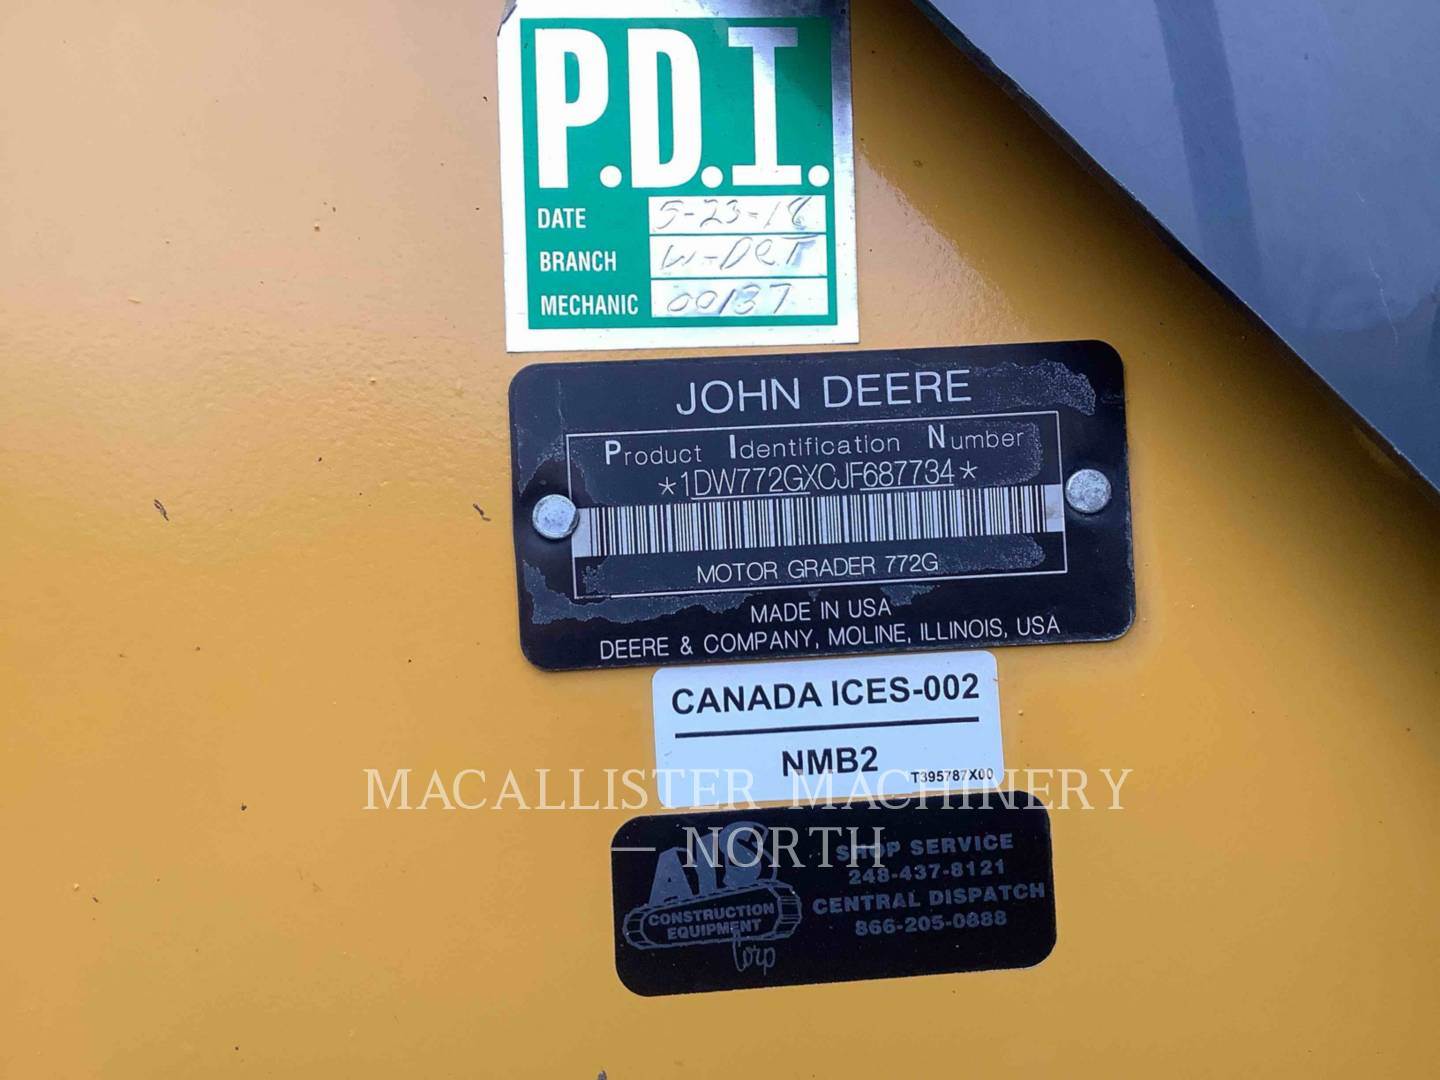 P.D.I.
DATE 5-23-18
BRANCH W-DET
MECHANIC 00137
JOHN DEERE
Product Identification Number
*1DW772GXCJF687734*
MOTOR GRADER 772G
MADE IN USA
DEERE & COMPANY, MOLINE, ILLINOIS, USA
CANADA ICES-002
NMB2
T395787X00
MACALLISTER MACHINERY
— NORTH —
AIS
CONSTRUCTION
EQUIPMENT
Corp
SHOP SERVICE
248-437-8121
CENTRAL DISPATCH
866-205-0888